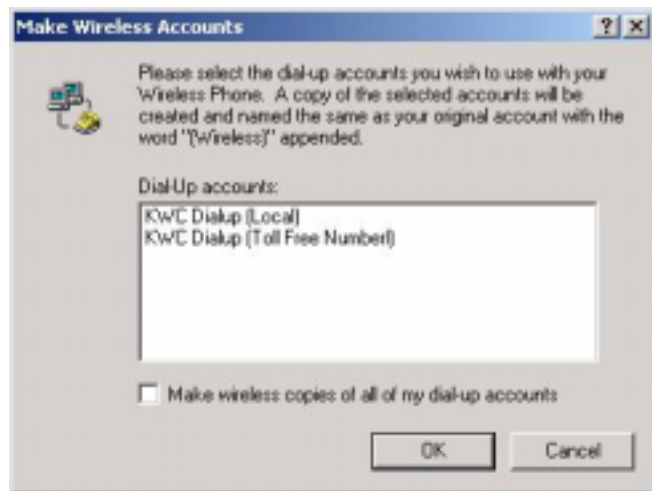 Make Wireless Accounts
Please select the dial-up accounts you wish to use with your
Wireless Phone. A copy of the selected accounts will be
created and named the same as your original account with the
word "(Wireless)" appended.
Dial-Up accounts:
KWC Dialup (Local)
KWC Dialup (Toll Free Numberl)
Make wireless copies of all of my dial-up accounts
OK
Cancel